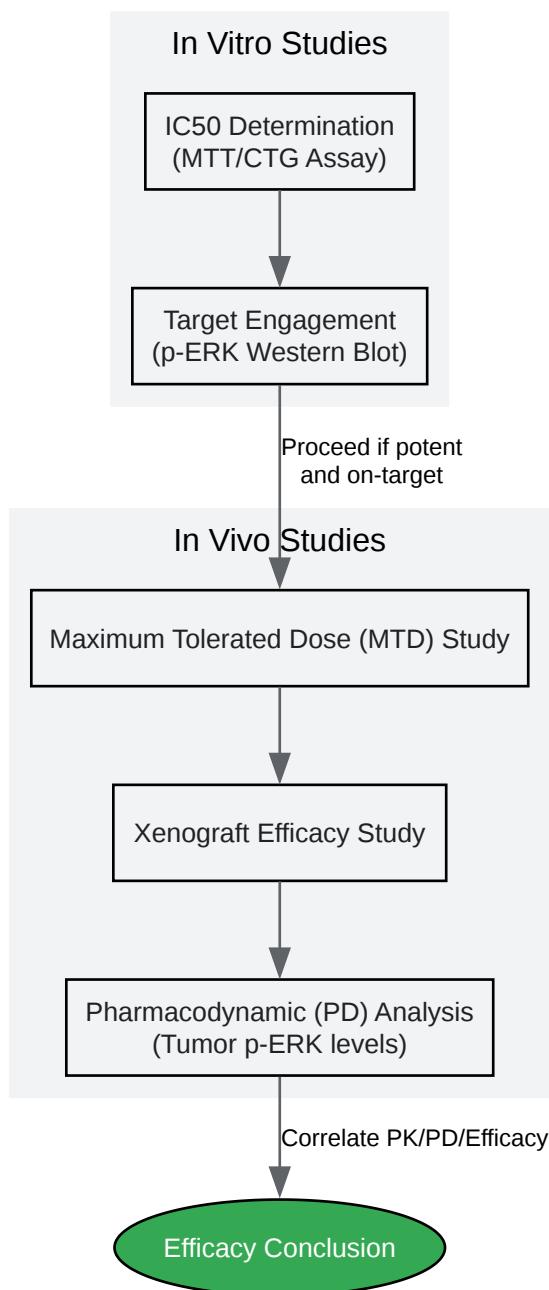 In Vitro Studies
IC50 Determination
(MTT/CTG Assay)
Target Engagement
(p-ERK Western Blot)
Proceed if potent
and on-target
In Vivo Studies
Maximum Tolerated Dose (MTD) Study
Xenograft Efficacy Study
Pharmacodynamic (PD) Analysis
(Tumor p-ERK levels)
Correlate PK/PD/Efficacy
Efficacy Conclusion